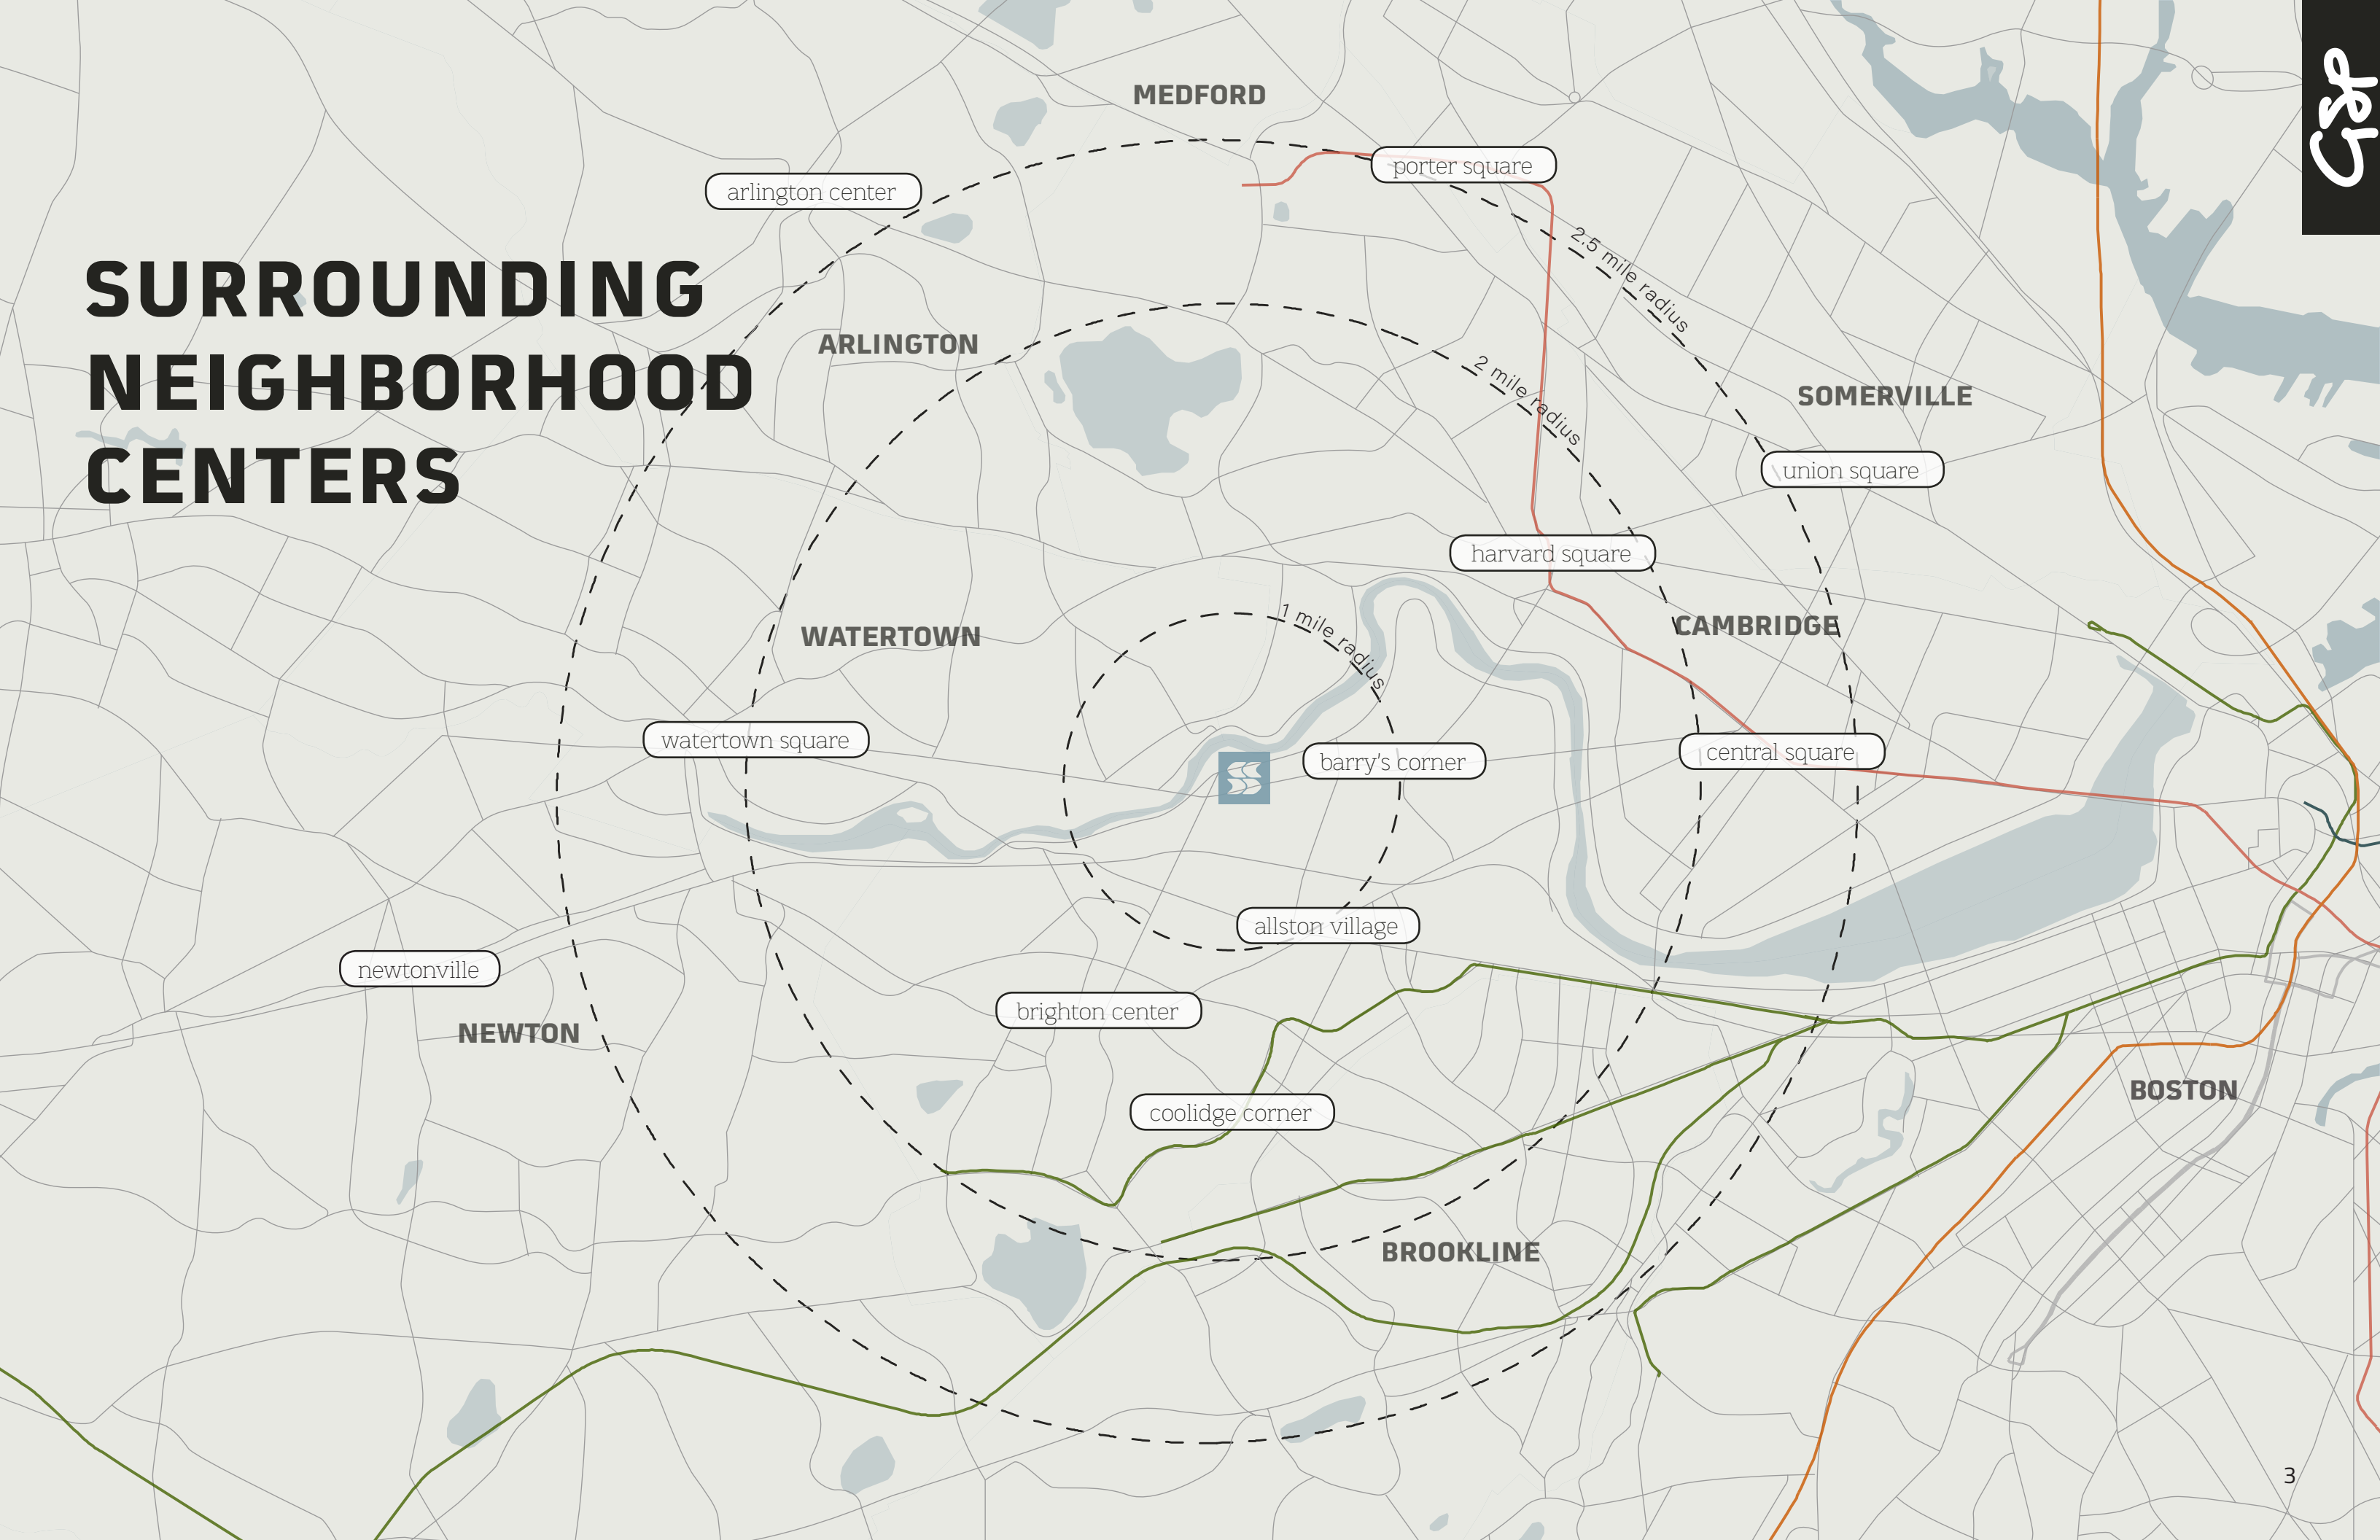 MEDFORD
porter square
arlington center
2.5 mile radius
SURROUNDING
NEIGHBORHOOD
CENTERS
ARLINGTON
2 mile radius
SOMERVILLE
union square
harvard square
1 mile radius
CAMBRIDGE
WATERTOWN
watertown square
barry's corner
central square
allston village
newtonville
brighton center
NEWTON
BOSTON
coolidge corner
BROOKLINE
3